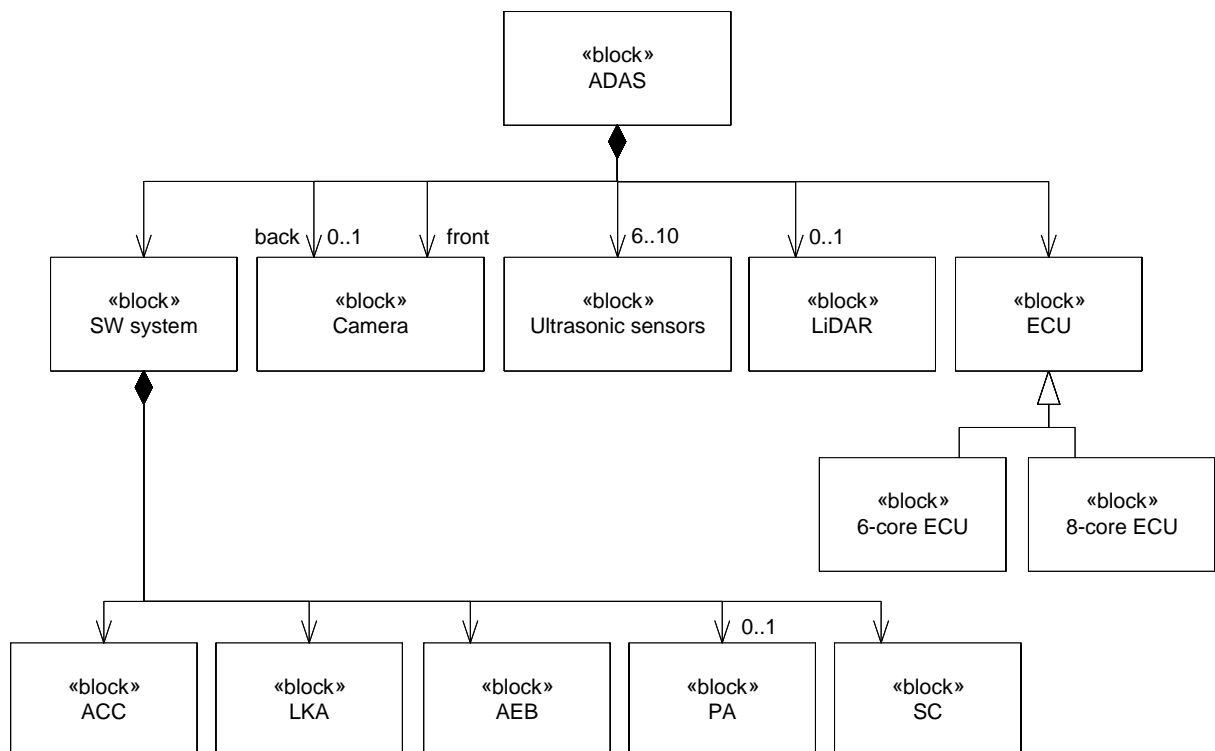 «block»
ADAS
back
0..1
front
6..10
0..1
«block»
SW system
«block»
Camera
«block»
Ultrasonic sensors
«block»
LiDAR
«block»
ECU
«block»
6-core ECU
«block»
8-core ECU
0..1
«block»
ACC
«block»
LKA
«block»
AEB
«block»
PA
«block»
SC